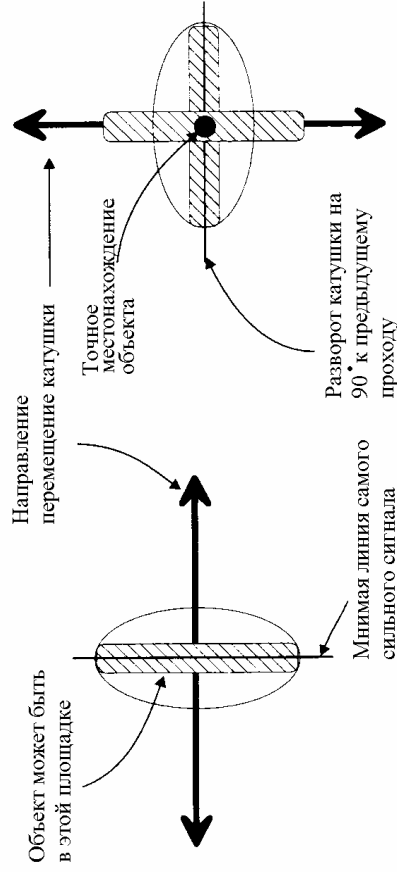 Объект может быть
в этой площадке
Направление
перемещение катушки
Мнимая линия самого
сильного сигнала
Точное
местонахождение
объекта
Разворот катушки на
90° к предыдущему
проходу